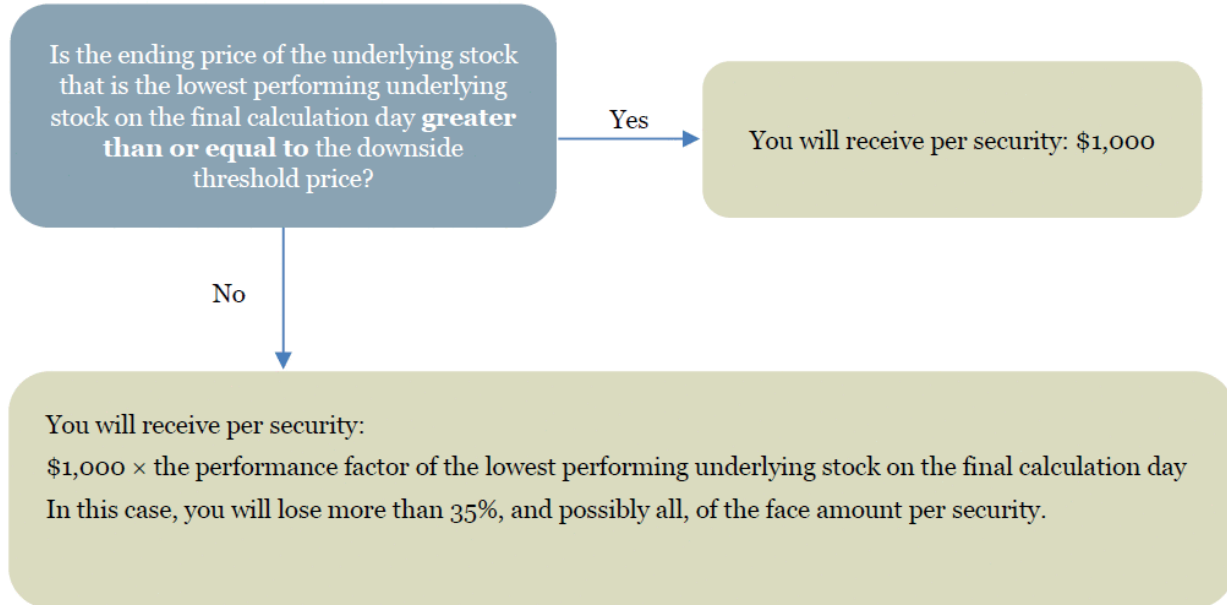 Is the ending price of the underlying stock
that is the lowest performing underlying
stock on the final calculation day greater
than or equal to the downside
threshold price?
Yes
You will receive per security: $1,000
No
You will receive per security:
$1,000 × the performance factor of the lowest performing underlying stock on the final calculation day
In this case, you will lose more than 35%, and possibly all, of the face amount per security.